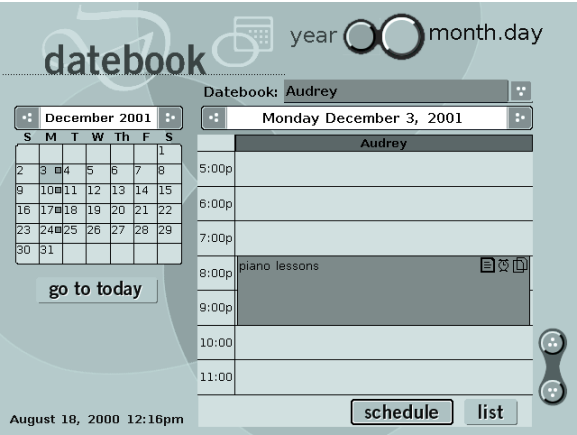 datebook
year month.day
Datebook: Audrey
December 2001
S M T W Th F S
1
2 3 4 5 6 7 8
9 10 11 12 13 14 15
16 17 18 19 20 21 22
23 24 25 26 27 28 29
30 31
go to today
Monday December 3, 2001
Audrey
5:00p
6:00p
7:00p
8:00p piano lessons
9:00p
10:00
11:00
schedule list
August 18, 2000 12:16pm